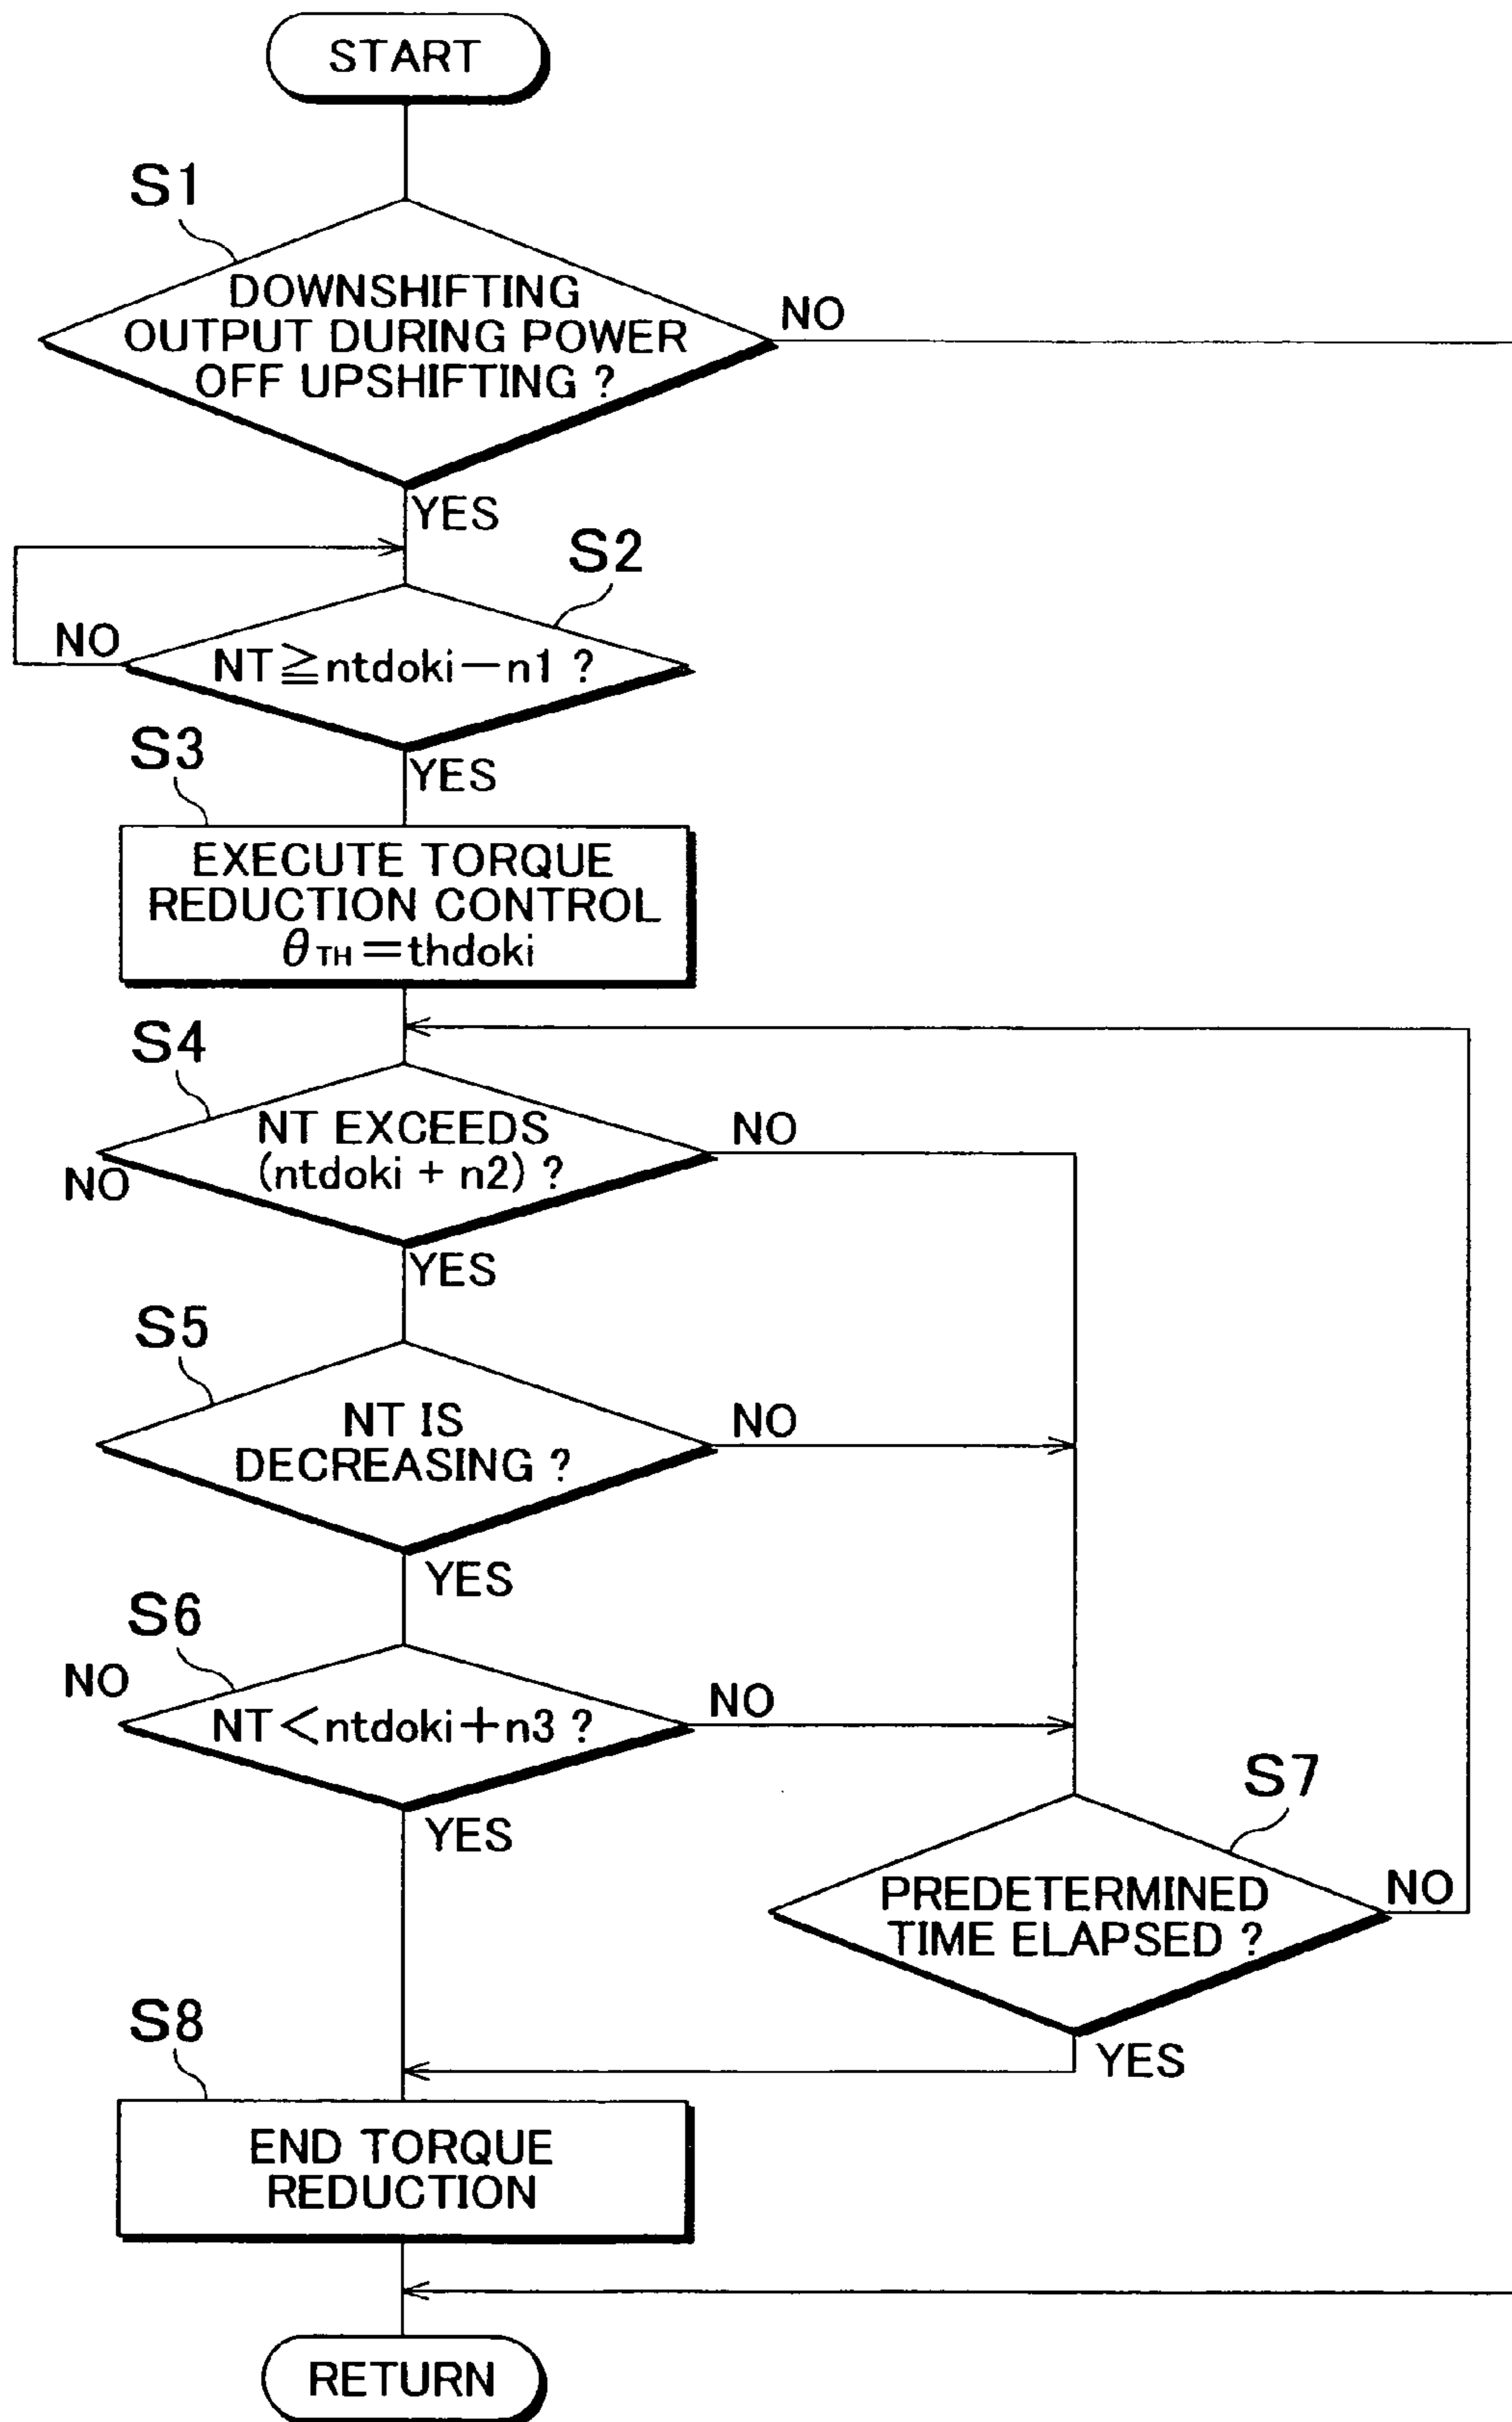 START
S1
DOWNSHIFTING
OUTPUT DURING POWER
OFF UPSHIFTING ?
NO
YES
S2
NO
NT≧ntdoki−n1 ?
YES
S3
EXECUTE TORQUE
REDUCTION CONTROL
θTH=thdoki
S4
NT EXCEEDS
(ntdoki + n2) ?
NO
NO
YES
S5
NT IS
DECREASING ?
NO
YES
S6
NO
NT<ntdoki+n3 ?
NO
YES
S7
PREDETERMINED
TIME ELAPSED ?
NO
YES
S8
END TORQUE
REDUCTION
RETURN